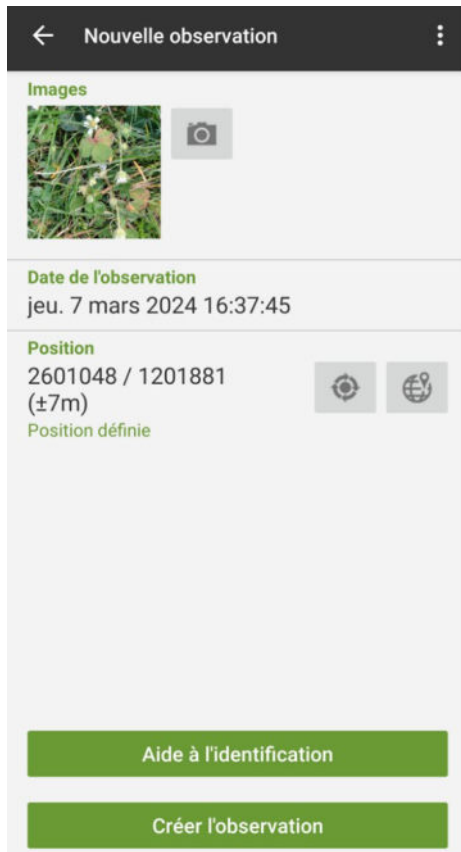 Nouvelle observation
Images
Date de l'observation
jeu. 7 mars 2024 16:37:45
Position
2601048 / 1201881
(±7m)
Position définie
Aide à l'identification
Créer l'observation